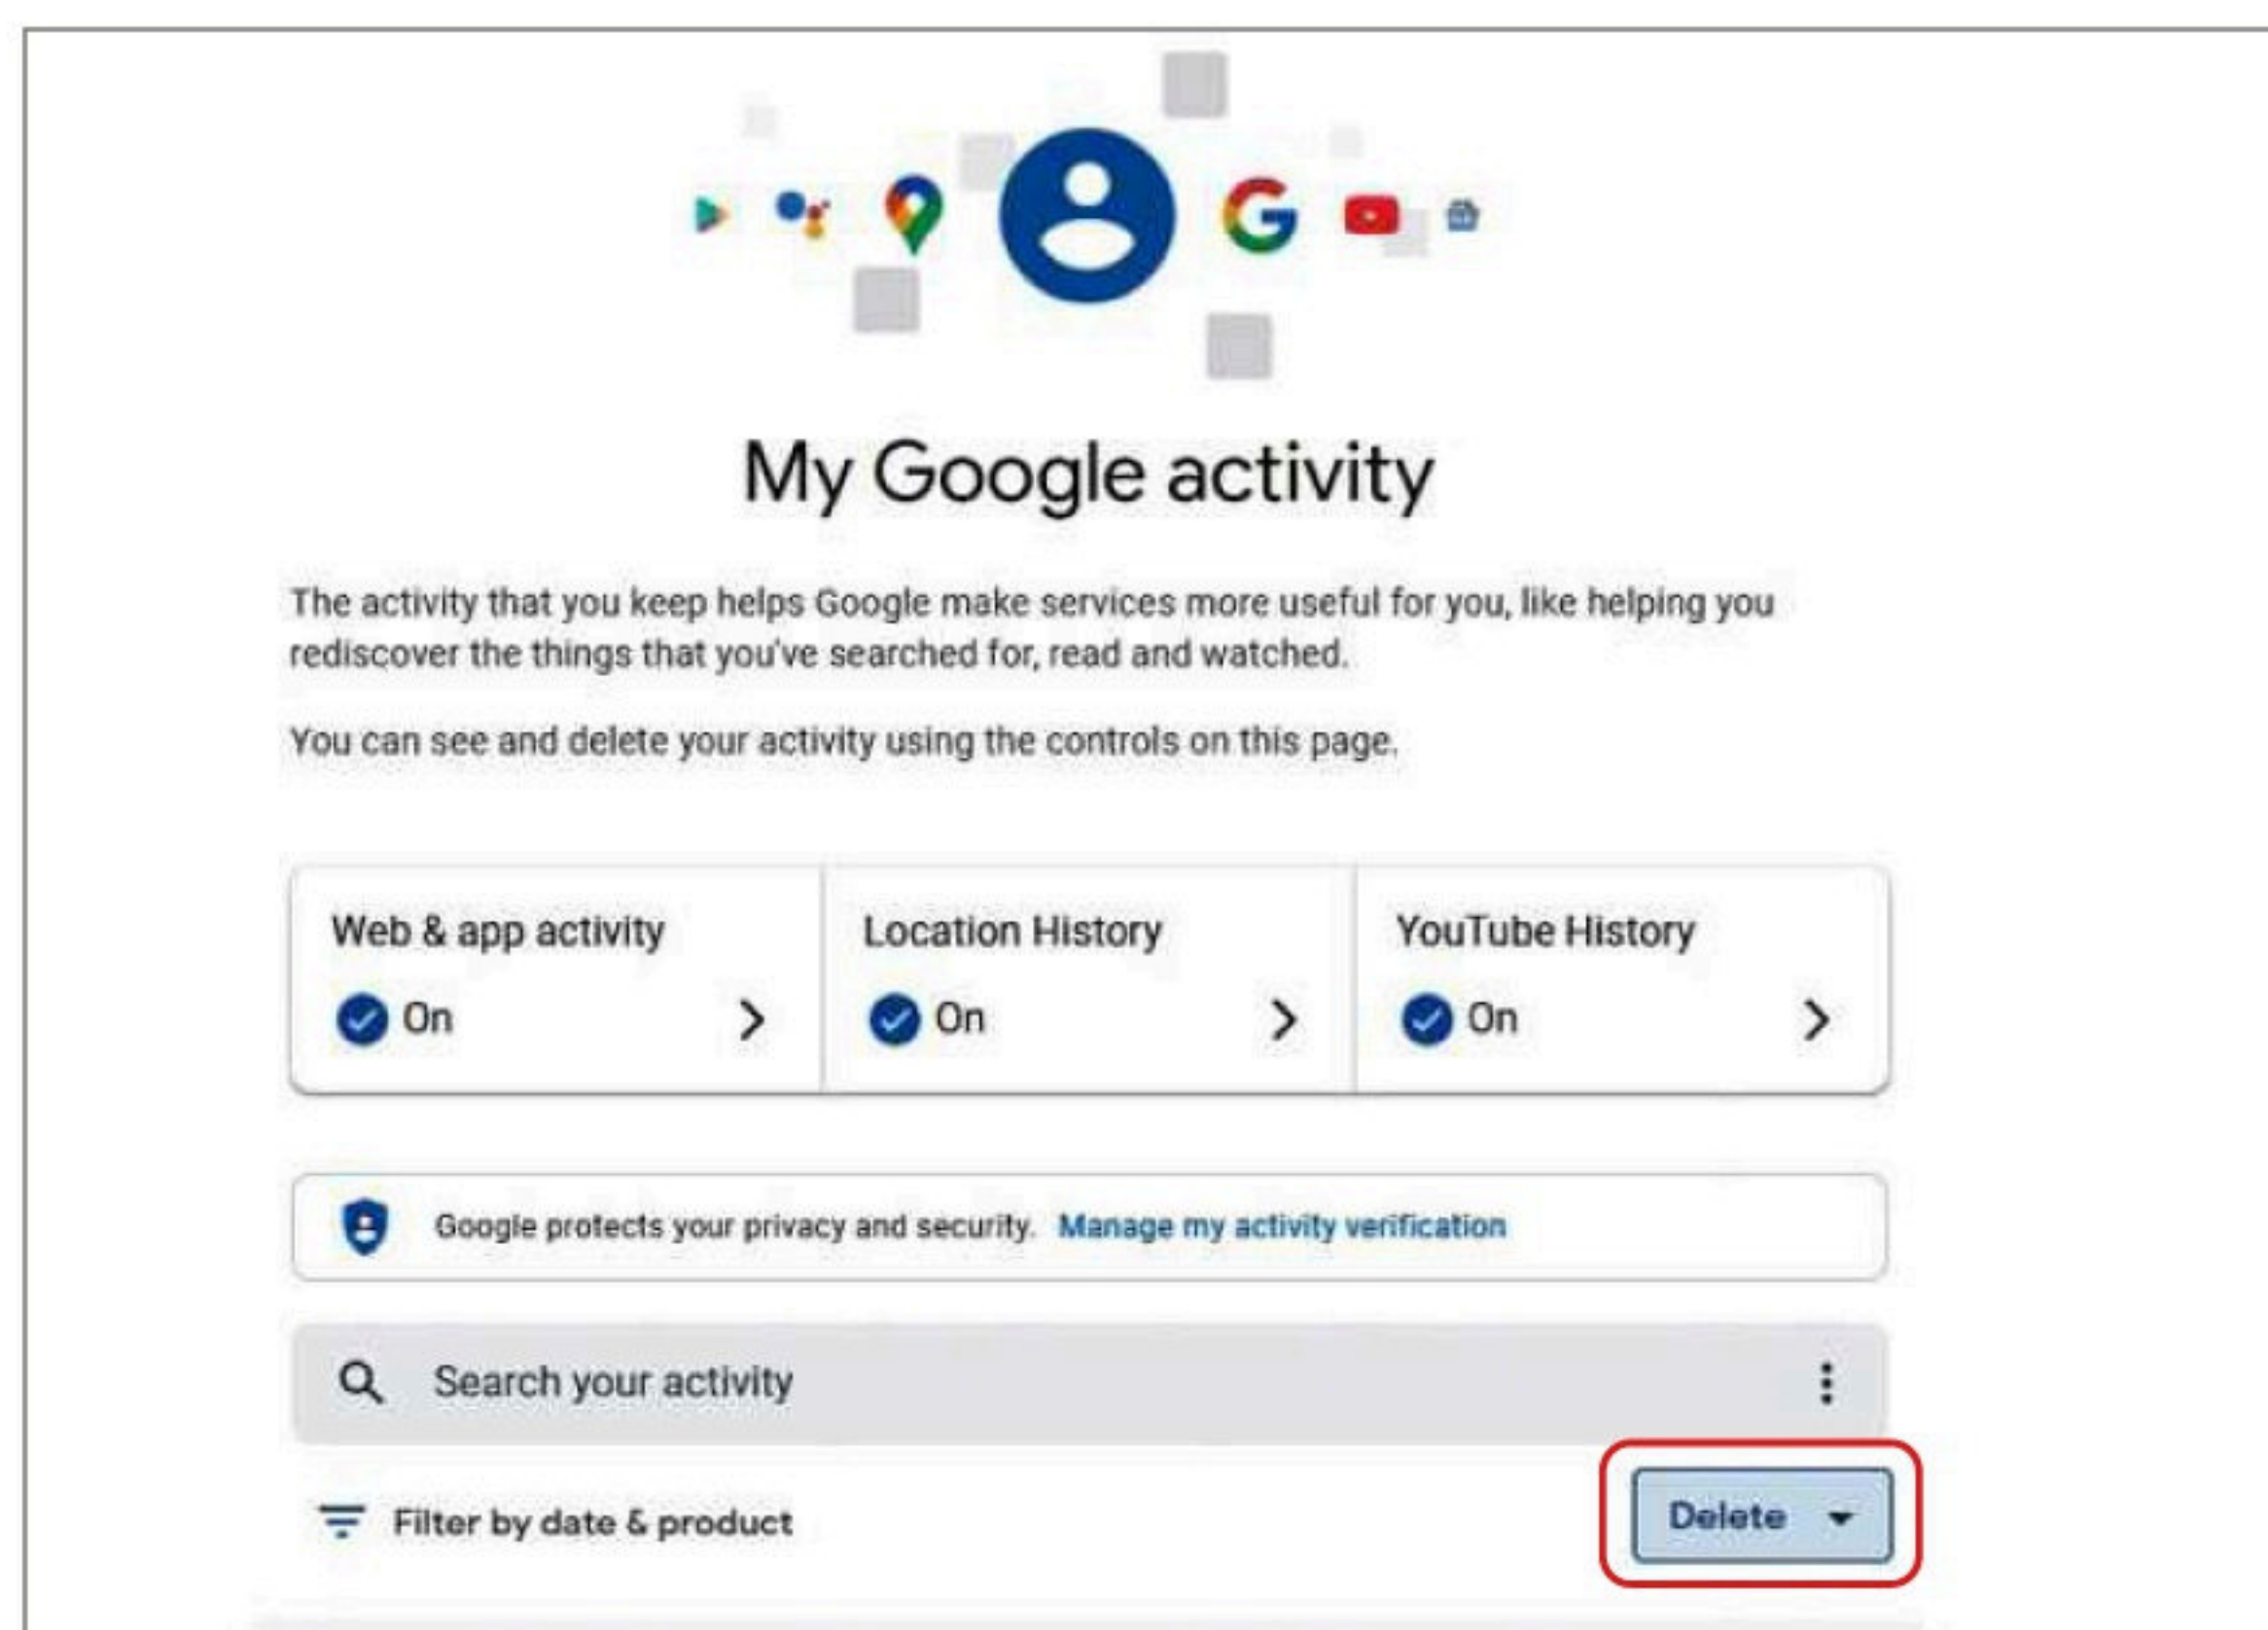 My Google activity
The activity that you keep helps Google make services more useful for you, like helping you
rediscover the things that you've searched for, read and watched.
You can see and delete your activity using the controls on this page.
Web & app activity
Location History
YouTube History
On
On
On
Google protects your privacy and security. Manage my activity verification
Search your activity
Filter by date & product
Delete